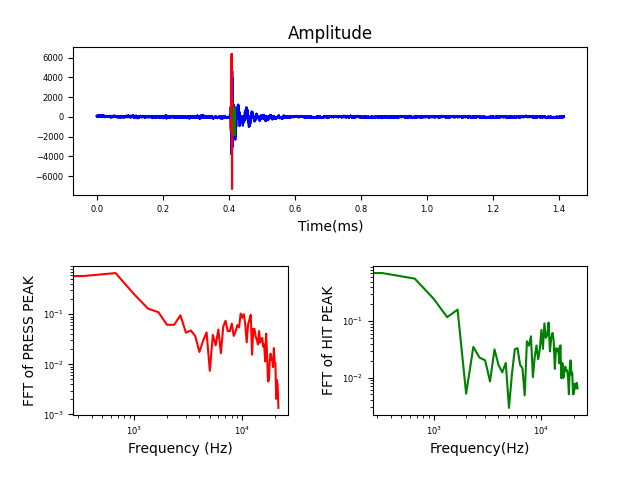 Amplitude
6000
4000
2000
0
−2000
−4000
−6000
0.0 0.2 0.4 0.6 0.8 1.0 1.2 1.4
Time(ms)
FFT of PRESS PEAK
10⁻¹
10⁻²
10⁻³
10³ 10⁴
Frequency (Hz)
FFT of HIT PEAK
10⁻¹
10⁻²
10³ 10⁴
Frequency(Hz)